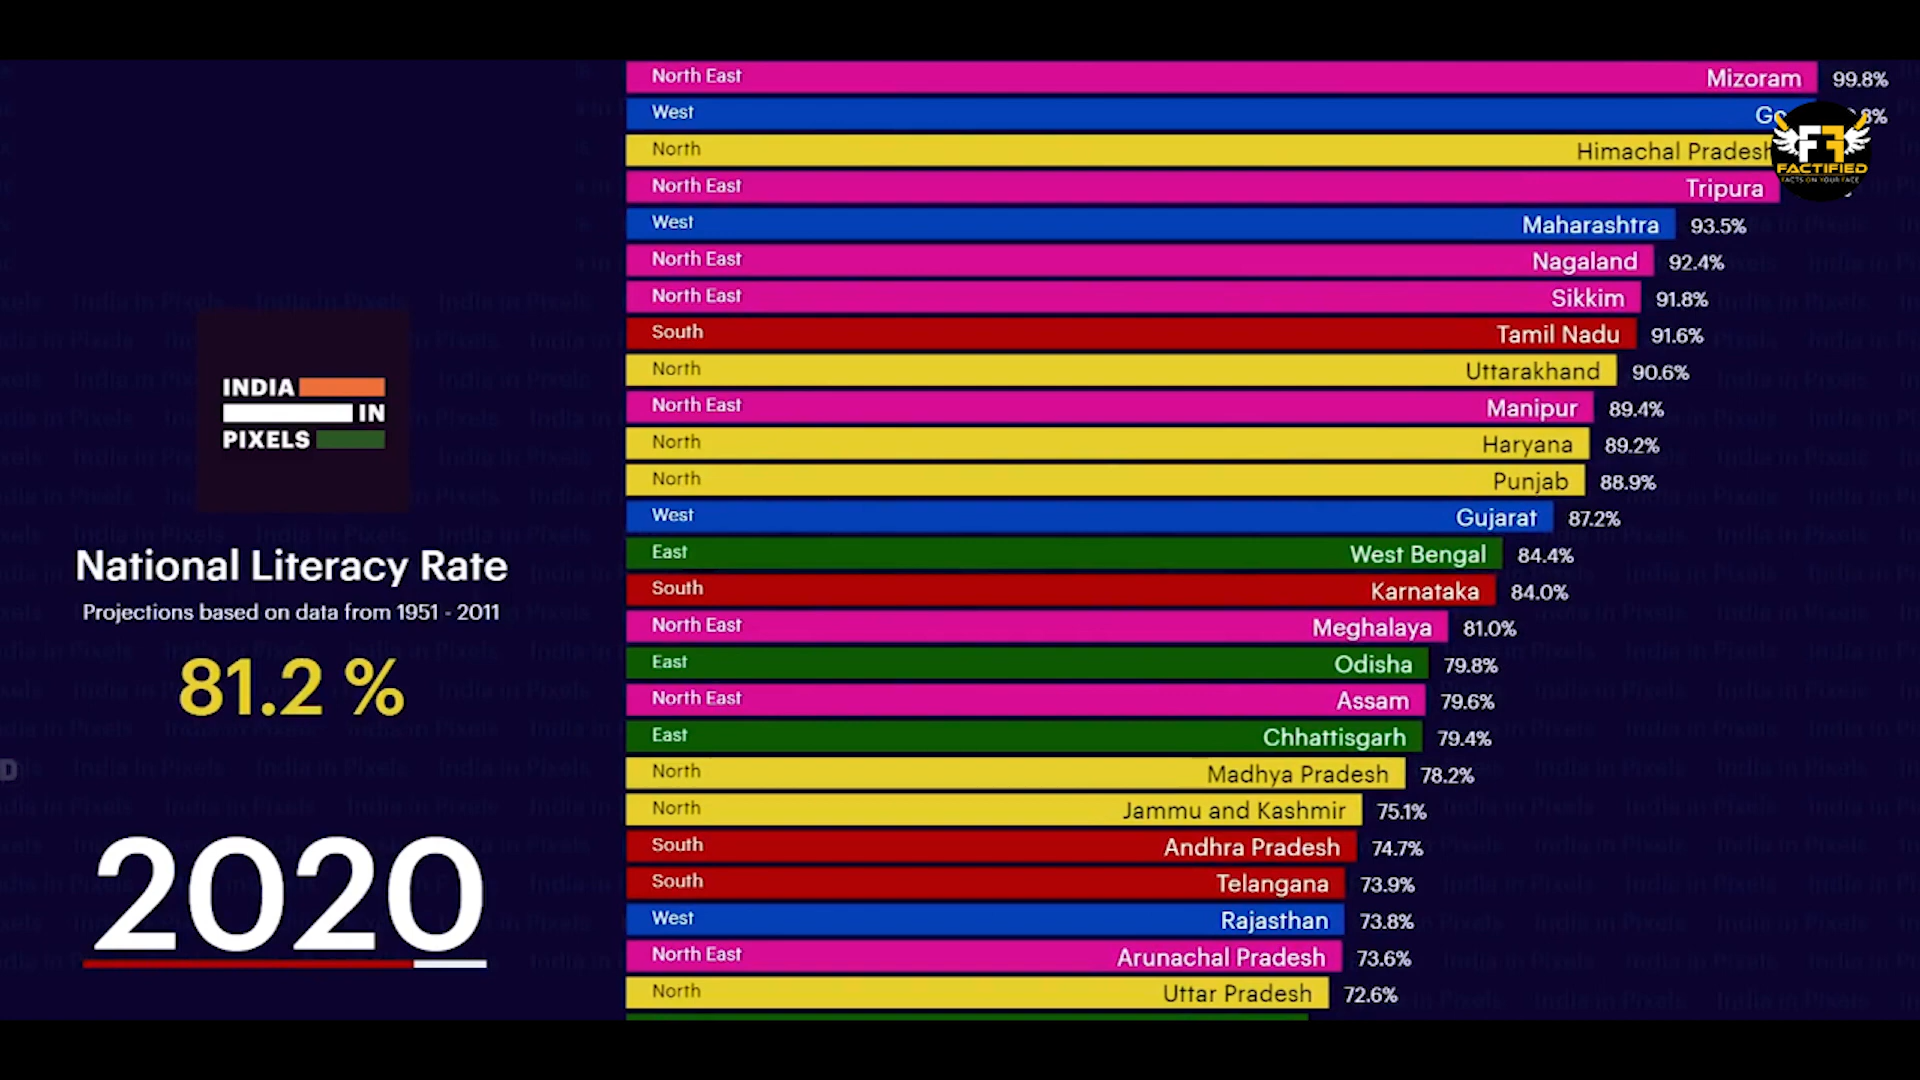 North East Mizoram 99.8%
West
North Himachal Pradesh
North East Tripura
West Maharashtra 93.5%
North East Nagaland 92.4%
North East Sikkim 91.8%
South Tamil Nadu 91.6%
North Uttarakhand 90.6%
North East Manipur 89.4%
North Haryana 89.2%
North Punjab 88.9%
West Gujarat 87.2%
East West Bengal 84.4%
South Karnataka 84.0%
North East Meghalaya 81.0%
East Odisha 79.8%
North East Assam 79.6%
East Chhattisgarh 79.4%
North Madhya Pradesh 78.2%
North Jammu and Kashmir 75.1%
South Andhra Pradesh 74.7%
South Telangana 73.9%
West Rajasthan 73.8%
North East Arunachal Pradesh 73.6%
North Uttar Pradesh 72.6%
FF
FACTIFIED
FACTS ON YOUR FACE
INDIA
IN
PIXELS
National Literacy Rate
Projections based on data from 1951 - 2011
81.2 %
2020